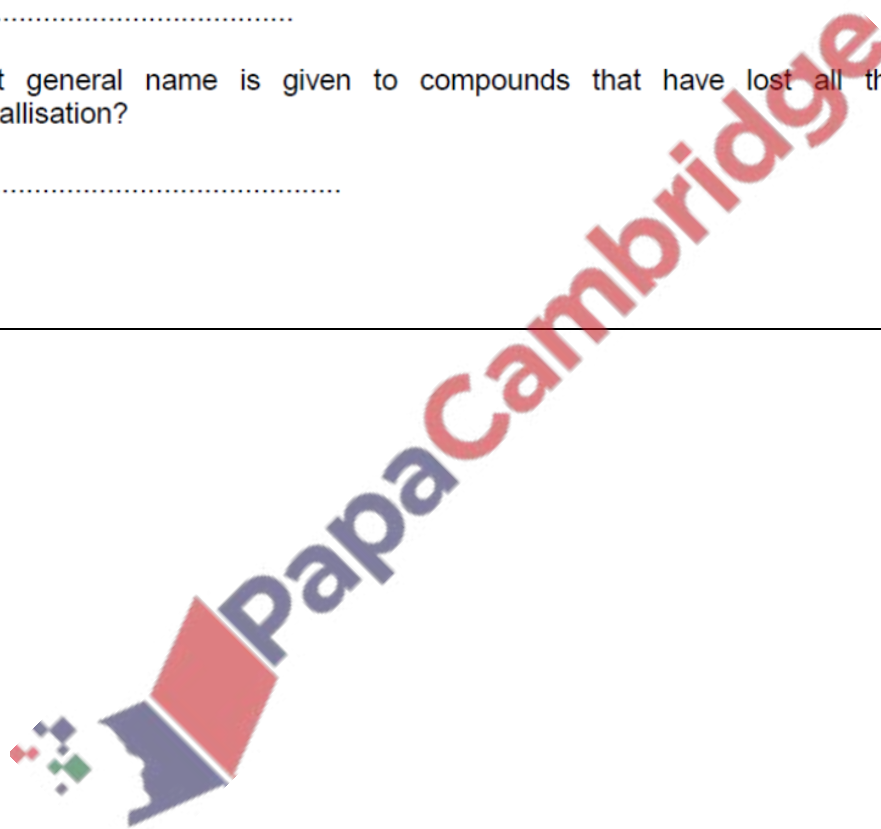 ......................................
t general name is given to compounds that have lost all th
allisation?
............................................
PapaCambridge